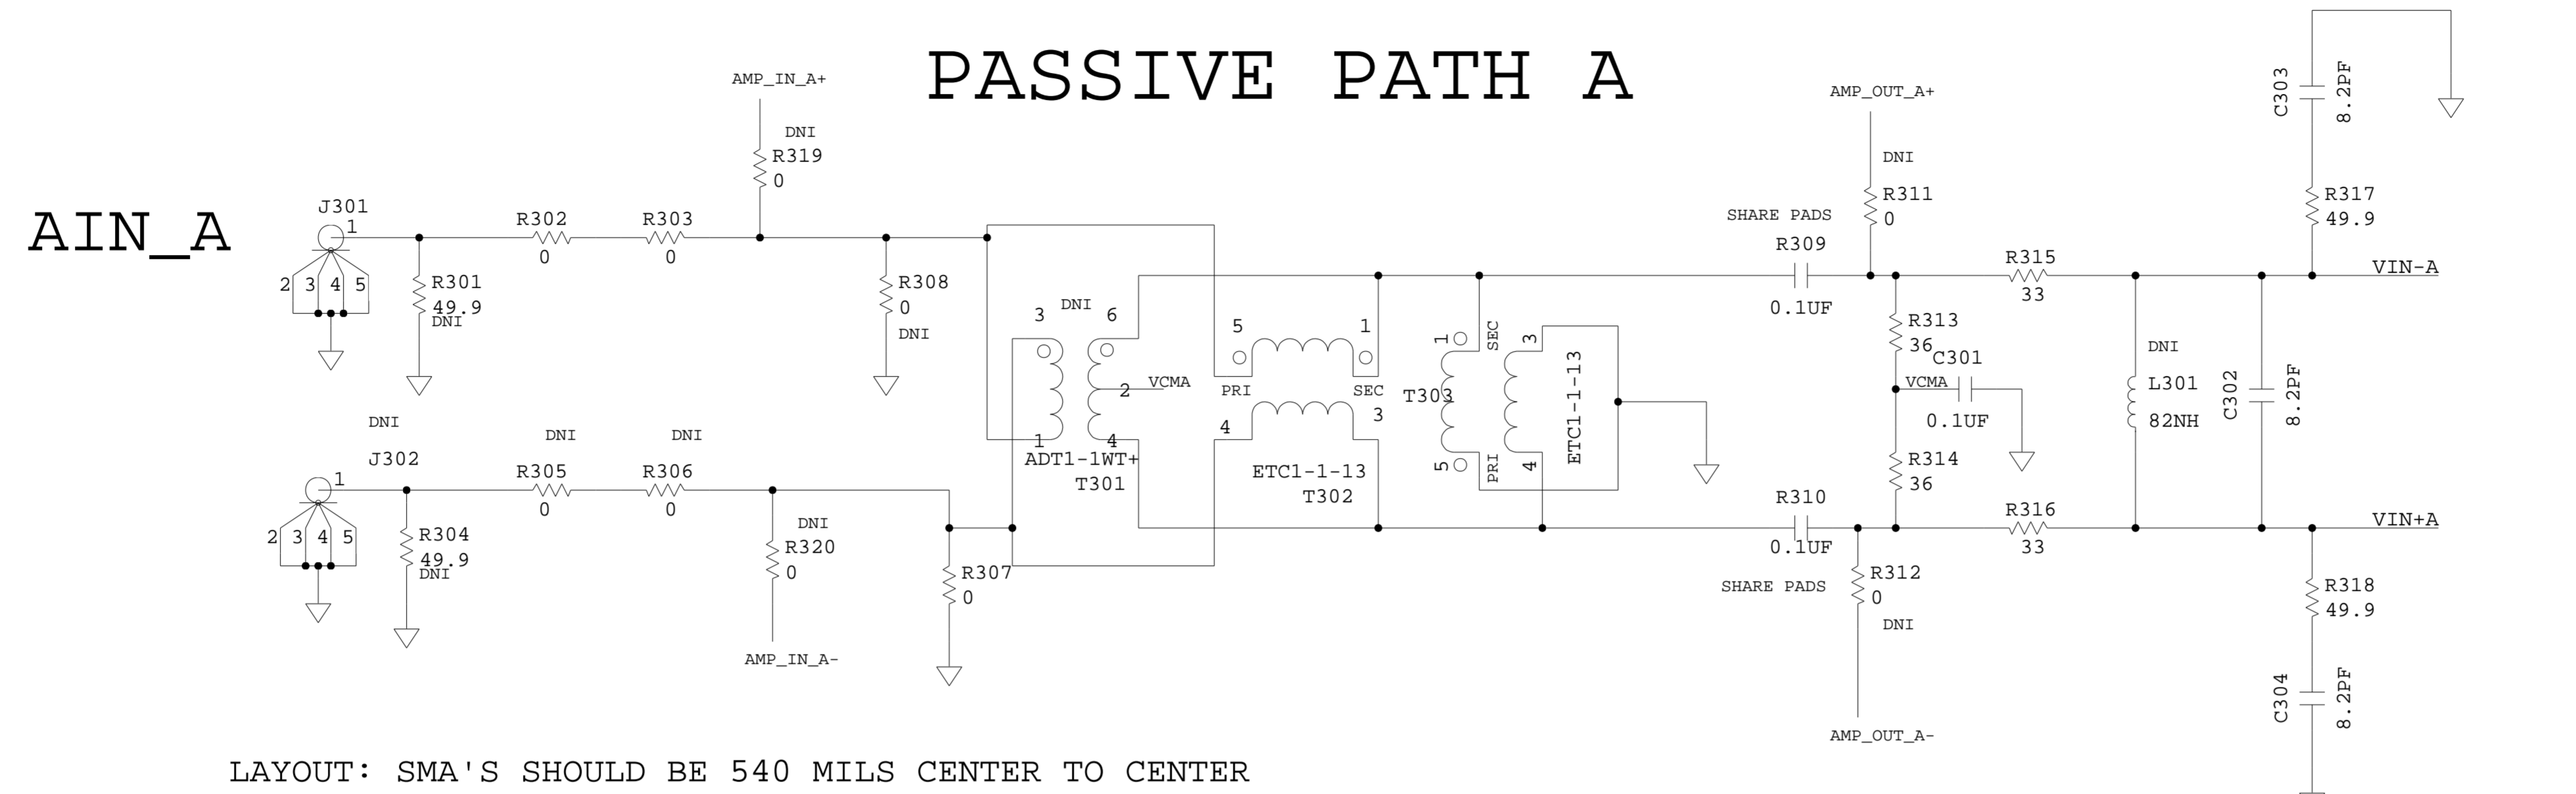 PASSIVE PATH A
AIN_A
J301
1
2
3
4
5
R301
49.9
DNI
R302
0
R303
0
AMP_IN_A+
DNI
R319
0
R308
0
DNI
DNI
J302
1
2
3
4
5
R304
49.9
DNI
DNI
R305
0
DNI
R306
0
DNI
R320
0
AMP_IN_A-
R307
0
DNI
3
6
2
VCMA
1
4
ADT1-1WT+
T301
5
1
PRI
SEC
4
3
ETC1-1-13
T302
T303
1
SEC
3
5
PRI
4
ETC1-1-13
SHARE PADS
R309
0.1UF
AMP_OUT_A+
DNI
R311
0
R313
36
C301
VCMA
0.1UF
R314
36
R310
0.1UF
SHARE PADS
R312
0
DNI
AMP_OUT_A-
R315
33
R316
33
DNI
L301
82NH
C302
8.2PF
C303
8.2PF
R317
49.9
VIN-A
VIN+A
R318
49.9
C304
8.2PF
LAYOUT: SMA'S SHOULD BE 540 MILS CENTER TO CENTER